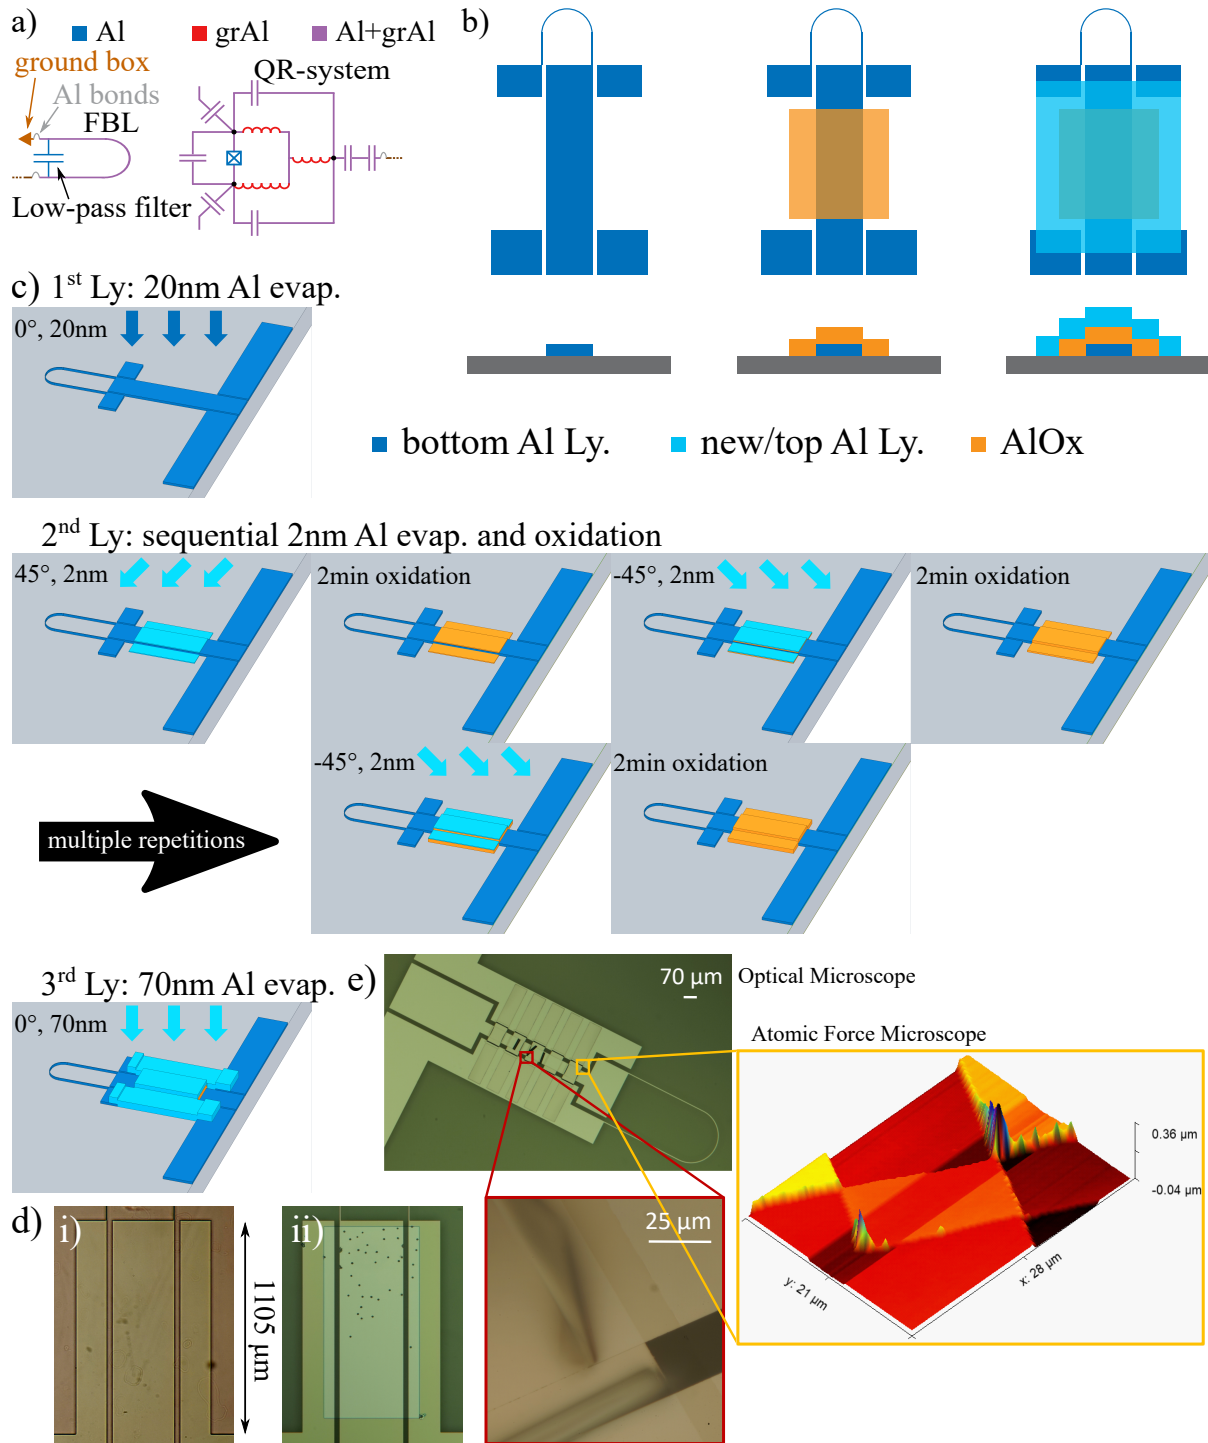 a)
Al
grAl
Al+grAl
ground box
Al bonds
FBL
QR-system
Low-pass filter
b)
bottom Al Ly.
new/top Al Ly.
AlOx
c) 1st Ly: 20nm Al evap.
0°, 20nm
2nd Ly: sequential 2nm Al evap. and oxidation
45°, 2nm
2min oxidation
-45°, 2nm
2min oxidation
multiple repetitions
-45°, 2nm
2min oxidation
3rd Ly: 70nm Al evap.
0°, 70nm
e)
70 µm
Optical Microscope
Atomic Force Microscope
0.36 µm
-0.04 µm
x: 28 µm
y: 21 µm
25 µm
d)
i)
ii)
1105 µm